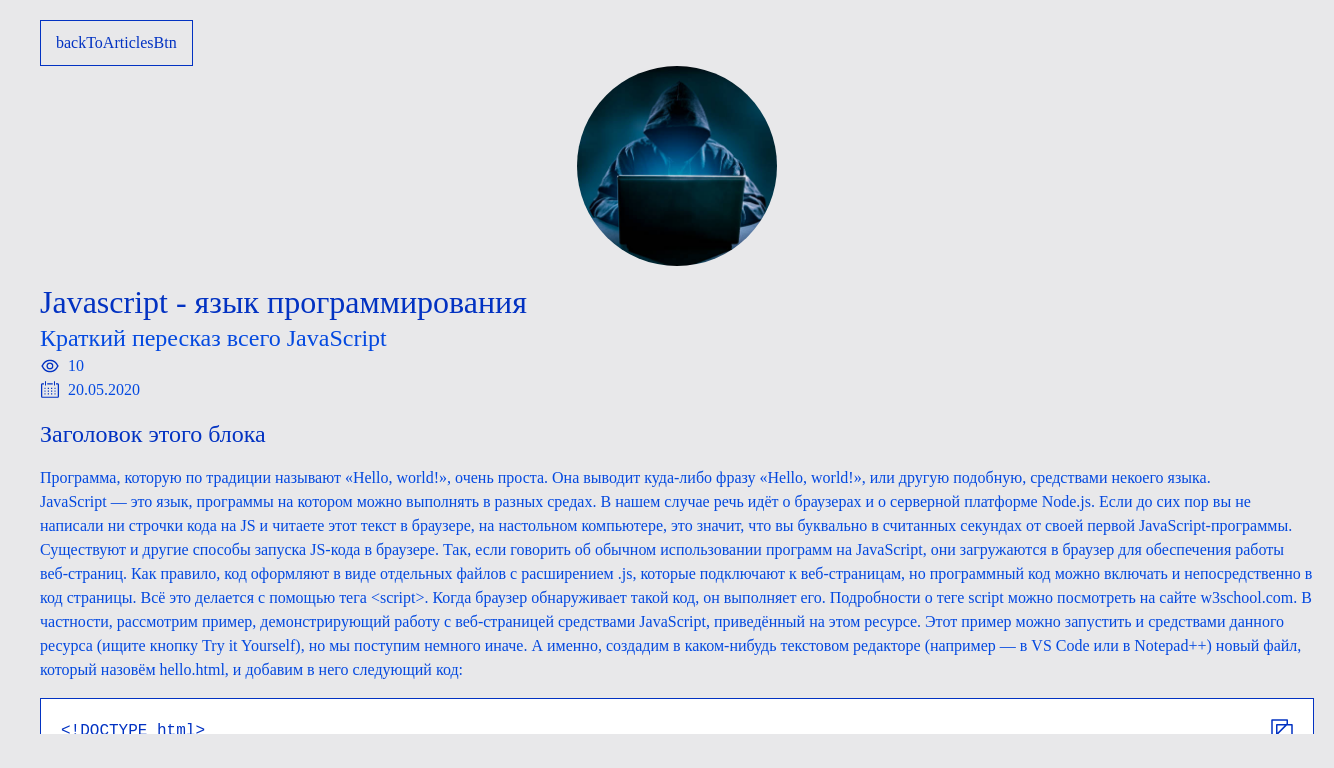 backToArticlesBtn
Javascript - язык программирования
Краткий пересказ всего JavaScript
10
20.05.2020
Заголовок этого блока
Программа, которую по традиции называют «Hello, world!», очень проста. Она выводит куда-либо фразу «Hello, world!», или другую подобную, средствами некоего языка.
JavaScript — это язык, программы на котором можно выполнять в разных средах. В нашем случае речь идёт о браузерах и о серверной платформе Node.js. Если до сих пор вы не
написали ни строчки кода на JS и читаете этот текст в браузере, на настольном компьютере, это значит, что вы буквально в считанных секундах от своей первой JavaScript-программы.
Существуют и другие способы запуска JS-кода в браузере. Так, если говорить об обычном использовании программ на JavaScript, они загружаются в браузер для обеспечения работы
веб-страниц. Как правило, код оформляют в виде отдельных файлов с расширением .js, которые подключают к веб-страницам, но программный код можно включать и непосредственно в
код страницы. Всё это делается с помощью тега <script>. Когда браузер обнаруживает такой код, он выполняет его. Подробности о теге script можно посмотреть на сайте w3school.com. В
частности, рассмотрим пример, демонстрирующий работу с веб-страницей средствами JavaScript, приведённый на этом ресурсе. Этот пример можно запустить и средствами данного
ресурса (ищите кнопку Try it Yourself), но мы поступим немного иначе. А именно, создадим в каком-нибудь текстовом редакторе (например — в VS Code или в Notepad++) новый файл,
который назовём hello.html, и добавим в него следующий код:
<!DOCTYPE html>